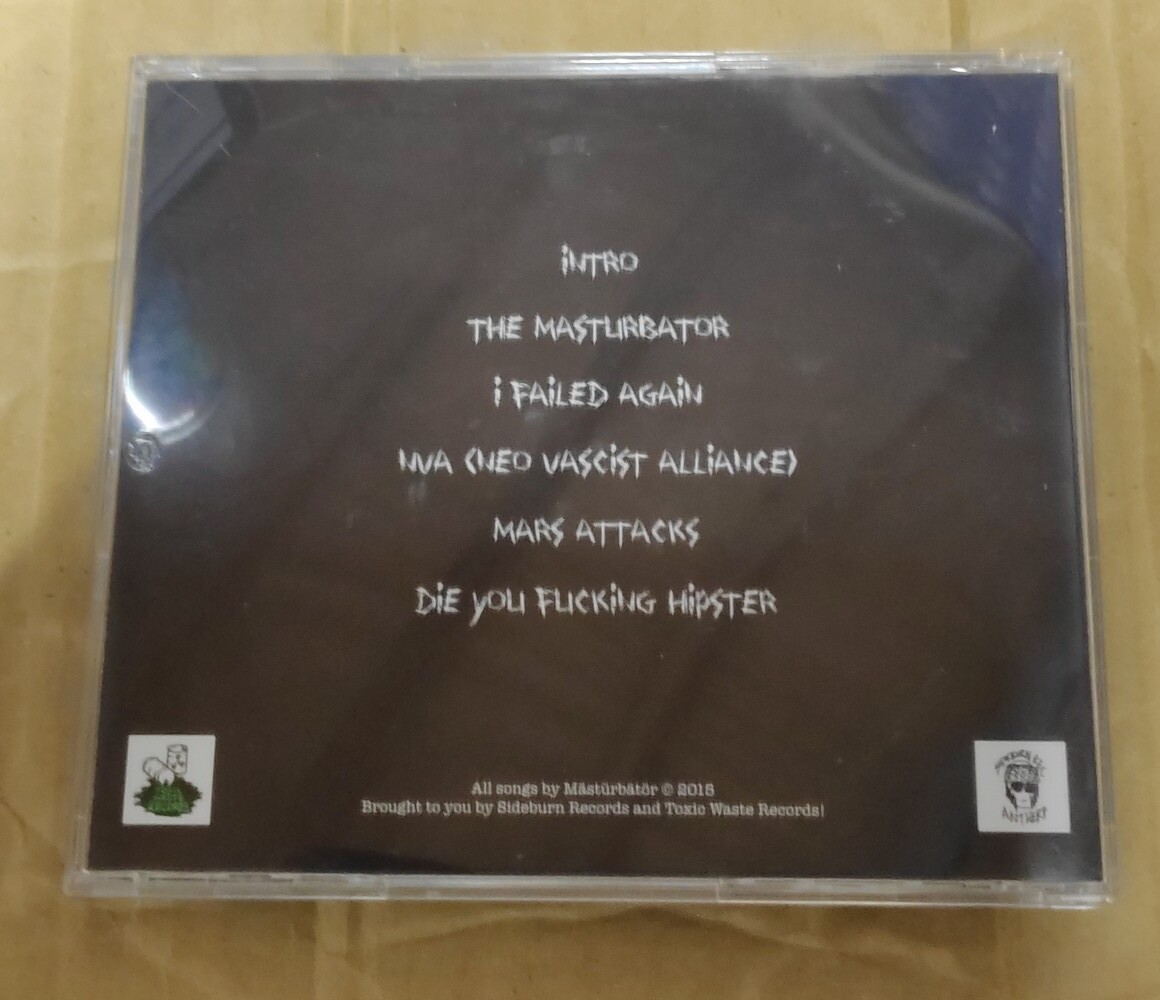 iNTRO
THE MASTURBATOR
i FAiLED AGAiN
NVA (NEO VASCiST ALLiANCE)
MARS ATTACKS
DiE yOU FUCKiNG HiPSTER
All songs by Mästürbätör © 2015
Brought to you by Sideburn Records and Toxic Waste Records!
ANTWERP